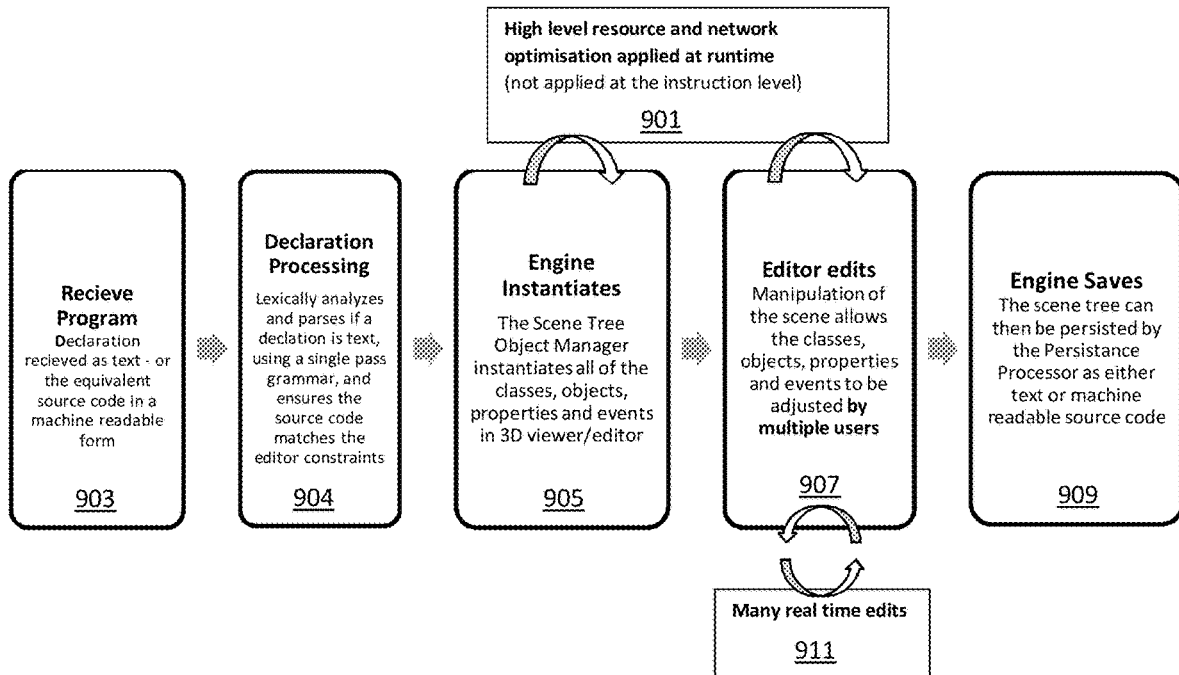 High level resource and network
optimisation applied at runtime
(not applied at the instruction level)
901
Recieve
Program
Declaration
recieved as text - or
the equivalent
source code in a
machine readable
form
903
Declaration
Processing
Lexically analyzes
and parses if a
declation is text,
using a single pass
grammar, and
ensures the
source code
matches the
editor constraints
904
Engine
Instantiates
The Scene Tree
Object Manager
instantiates all of the
classes, objects,
properties and events
in 3D viewer/editor
905
Editor edits
Manipulation of
the scene allows
the classes,
objects, properties
and events to be
adjusted by
multiple users
907
Engine Saves
The scene tree can
then be persisted by
the Persistance
Processor as either
text or machine
readable source code
909
Many real time edits
911